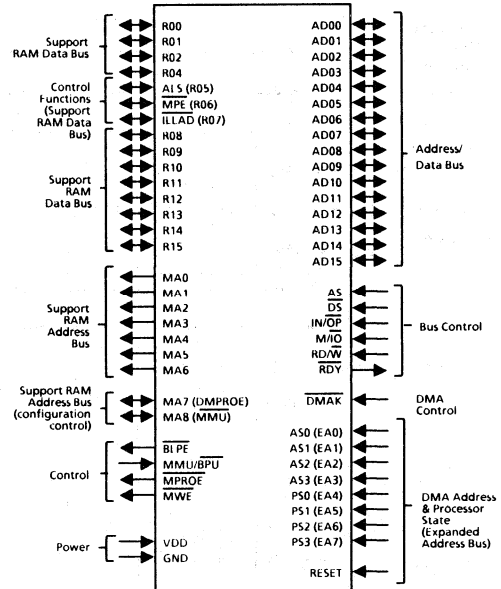 Support
RAM Data Bus
R00
R01
R02
R04
Control
Functions
(Support
RAM Data
Bus)
ALS (R05)
MPE (R06)
ILLAD (R07)
Support
RAM
Data Bus
R08
R09
R10
R11
R12
R13
R14
R15
Support
RAM
Address
Bus
MA0
MA1
MA2
MA3
MA4
MA5
MA6
Support RAM
Address Bus
(configuration
control)
MA7 (DMPROE)
MA8 (MMU)
Control
BLPE
MMU/BPU
MPROE
MWE
Power
VDD
GND
AD00
AD01
AD02
AD03
AD04
AD05
AD06
AD07
AD08
AD09
AD10
AD11
AD12
AD13
AD14
AD15
Address/
Data Bus
AS
DS
IN/OP
M/IO
RD/W
RDY
Bus Control
DMAK
DMA
Control
AS0 (EA0)
AS1 (EA1)
AS2 (EA2)
AS3 (EA3)
PS0 (EA4)
PS1 (EA5)
PS2 (EA6)
PS3 (EA7)
RESET
DMA Address
& Processor
State
(Expanded
Address Bus)